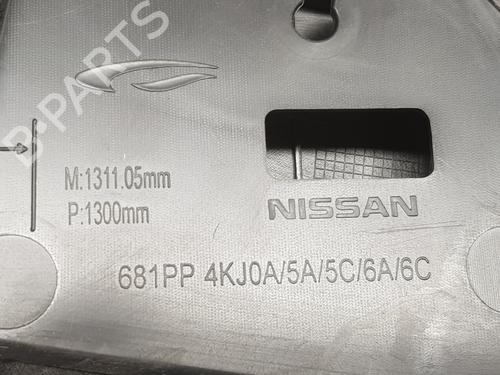 B-PARTS
M:1311.05mm
P:1300mm
NISSAN
681PP 4KJ0A/5A/5C/6A/6C